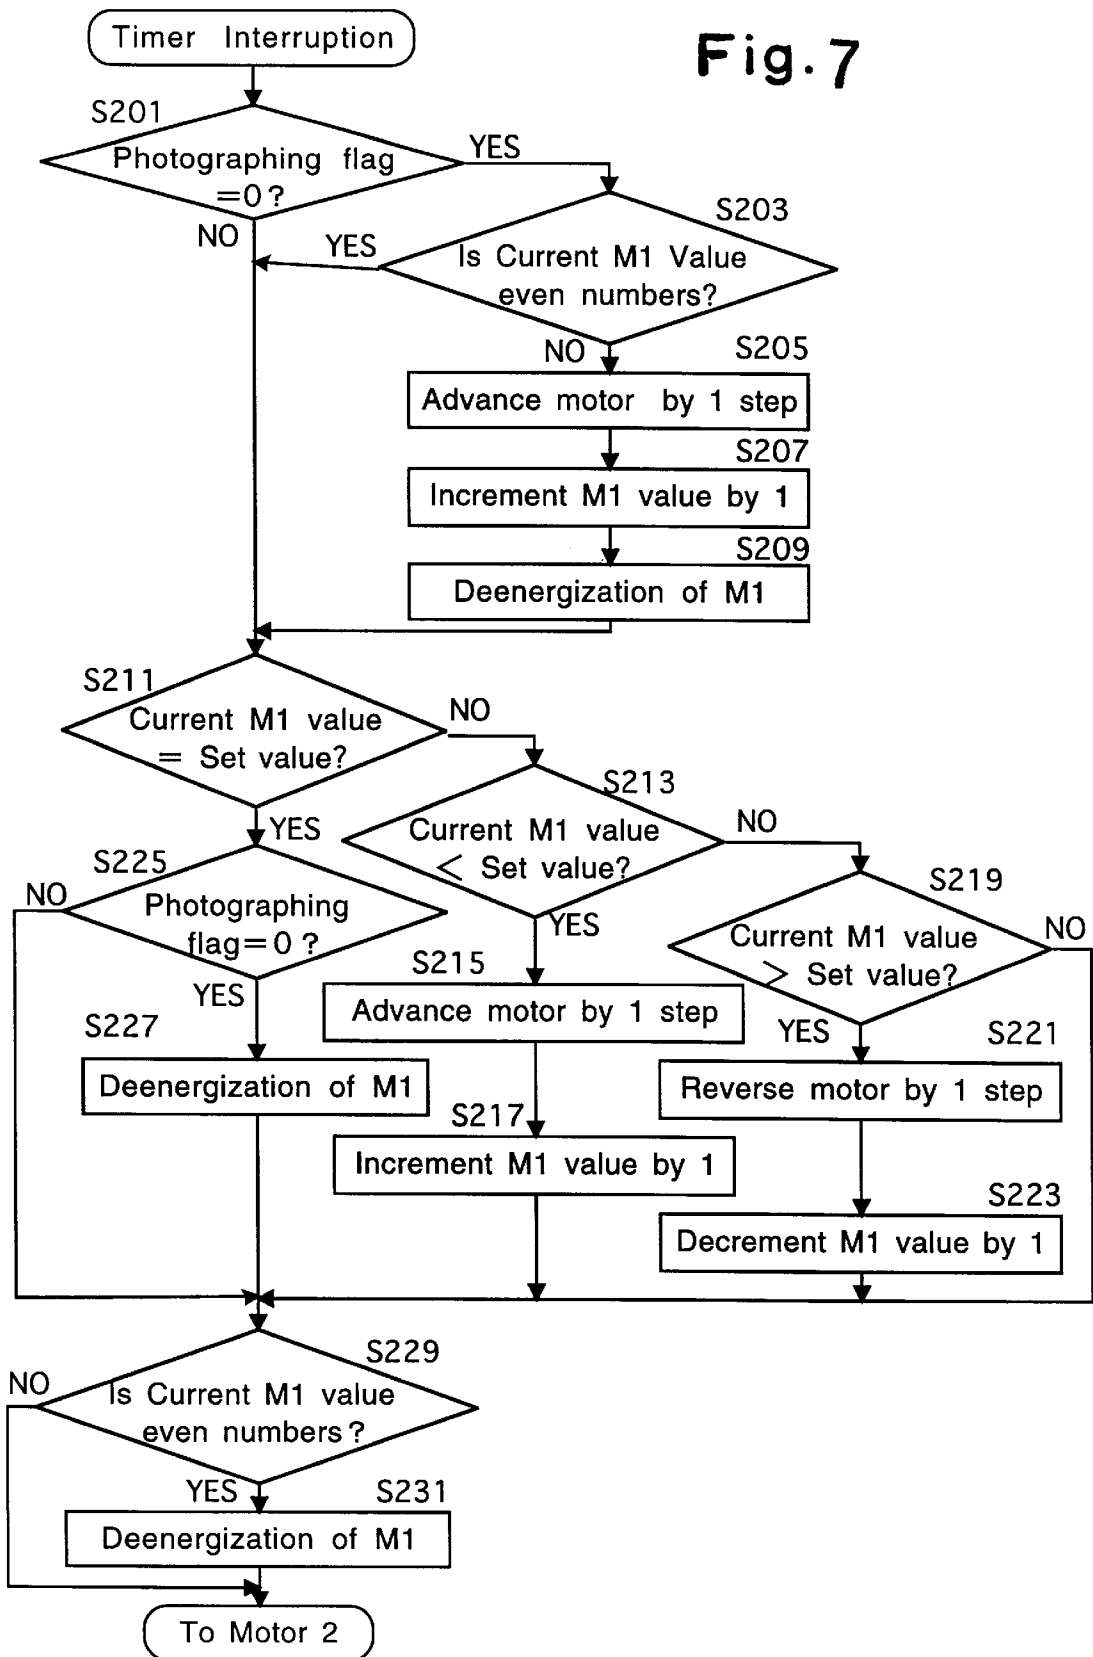 Timer Interruption
Fig. 7
S201
Photographing flag
=0?
YES
NO
S203
Is Current M1 Value
even numbers?
YES
NO
S205
Advance motor by 1 step
S207
Increment M1 value by 1
S209
Deenergization of M1
S211
Current M1 value
= Set value?
NO
YES
S213
Current M1 value
< Set value?
NO
YES
S225
Photographing
flag=0?
NO
YES
S219
Current M1 value
> Set value?
NO
YES
S215
Advance motor by 1 step
S227
Deenergization of M1
S221
Reverse motor by 1 step
S217
Increment M1 value by 1
S223
Decrement M1 value by 1
S229
Is Current M1 value
even numbers?
NO
YES
S231
Deenergization of M1
To Motor 2